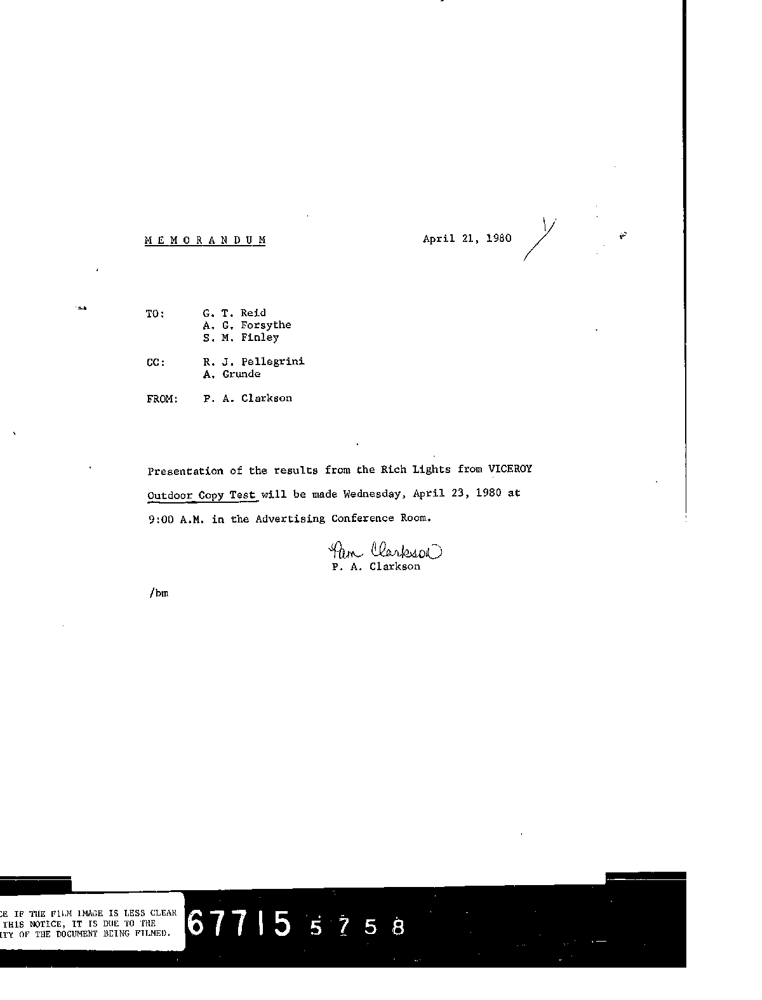 MEMORANDUM April 21, 1980
TO: G. T. Reid
A. G. Forsythe
S. M. Finley
CC: R. J. Pellegrini
A. Grunde
FROM: P. A. Clarkson
Presentation of the results from the Rich Lights from VICEROY
Outdoor Copy Test will be made Wednesday, April 23, 1980 at
9:00 A.M. in the Advertising Conference Room.
Pam Clarkson
P. A. Clarkson
/bm
CE IF THE FILM IMAGE IS LESS CLEAR
THIS NOTICE, IT IS DUE TO THE
ITY OF THE DOCUMENT BEING FILMED.
67715 5758